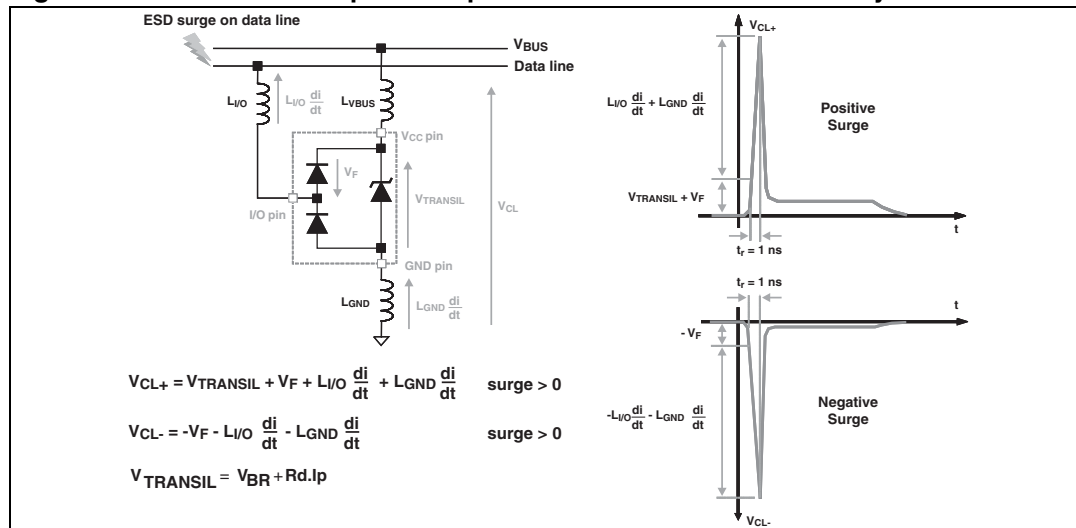 ESD surge on data line
VBUS
Data line
LI/O
LI/O di/dt
LVBUS
VCC pin
VF
I/O pin
VTRANSIL
VCL
GND pin
LGND
LGND di/dt
VCL+ = VTRANSIL + VF + LI/O di/dt + LGND di/dt surge > 0
VCL- = -VF - LI/O di/dt - LGND di/dt surge > 0
VTRANSIL = VBR + Rd.Ip
VCL+
LI/O di/dt + LGND di/dt
Positive
Surge
VTRANSIL + VF
t
tr = 1 ns
tr = 1 ns
t
- VF
-LI/O di/dt - LGND di/dt
Negative
Surge
VCL-